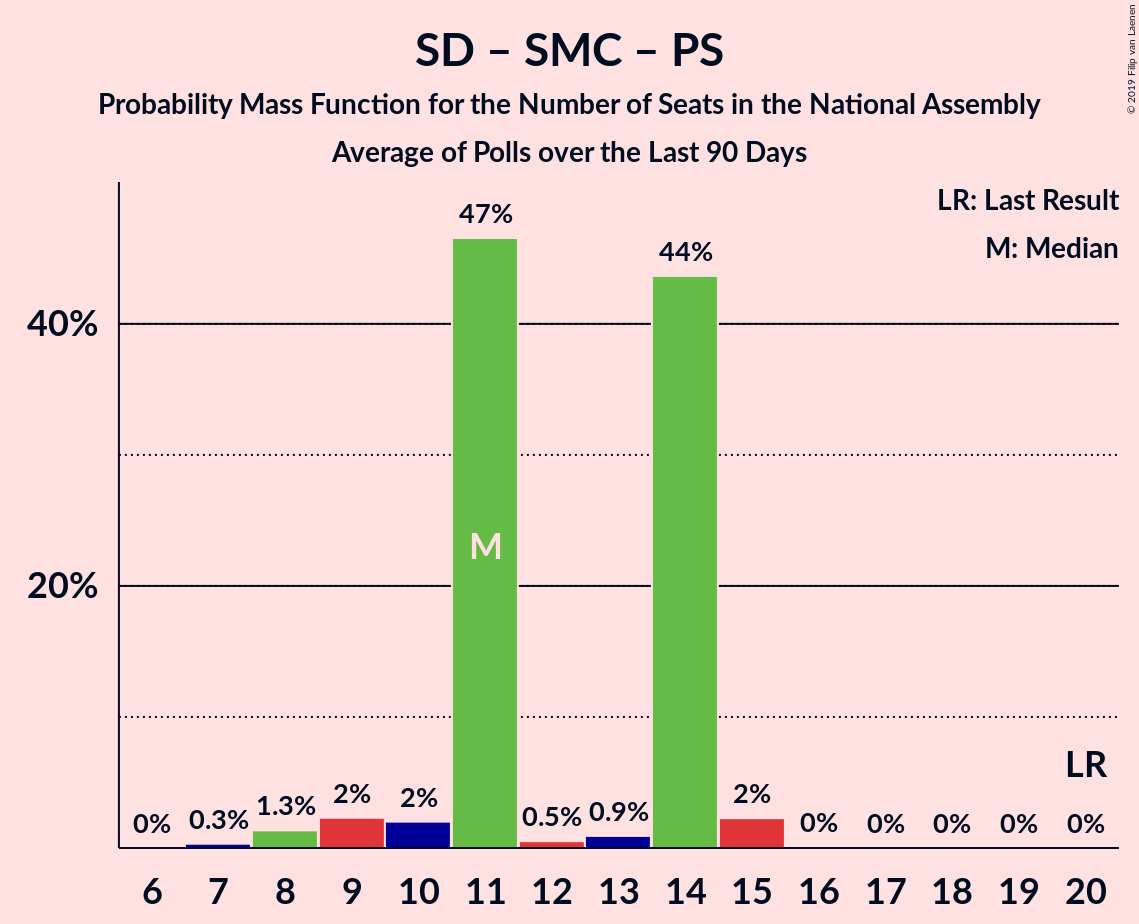 SD – SMC – PS
Probability Mass Function for the Number of Seats in the National Assembly
Average of Polls over the Last 90 Days
© 2019 Filip van Laenen
LR: Last Result
M: Median
47%
44%
40%
M
20%
LR
0% 0.3% 1.3% 2% 2% 0.5% 0.9% 2% 0% 0% 0% 0% 0%
6 7 8 9 10 11 12 13 14 15 16 17 18 19 20